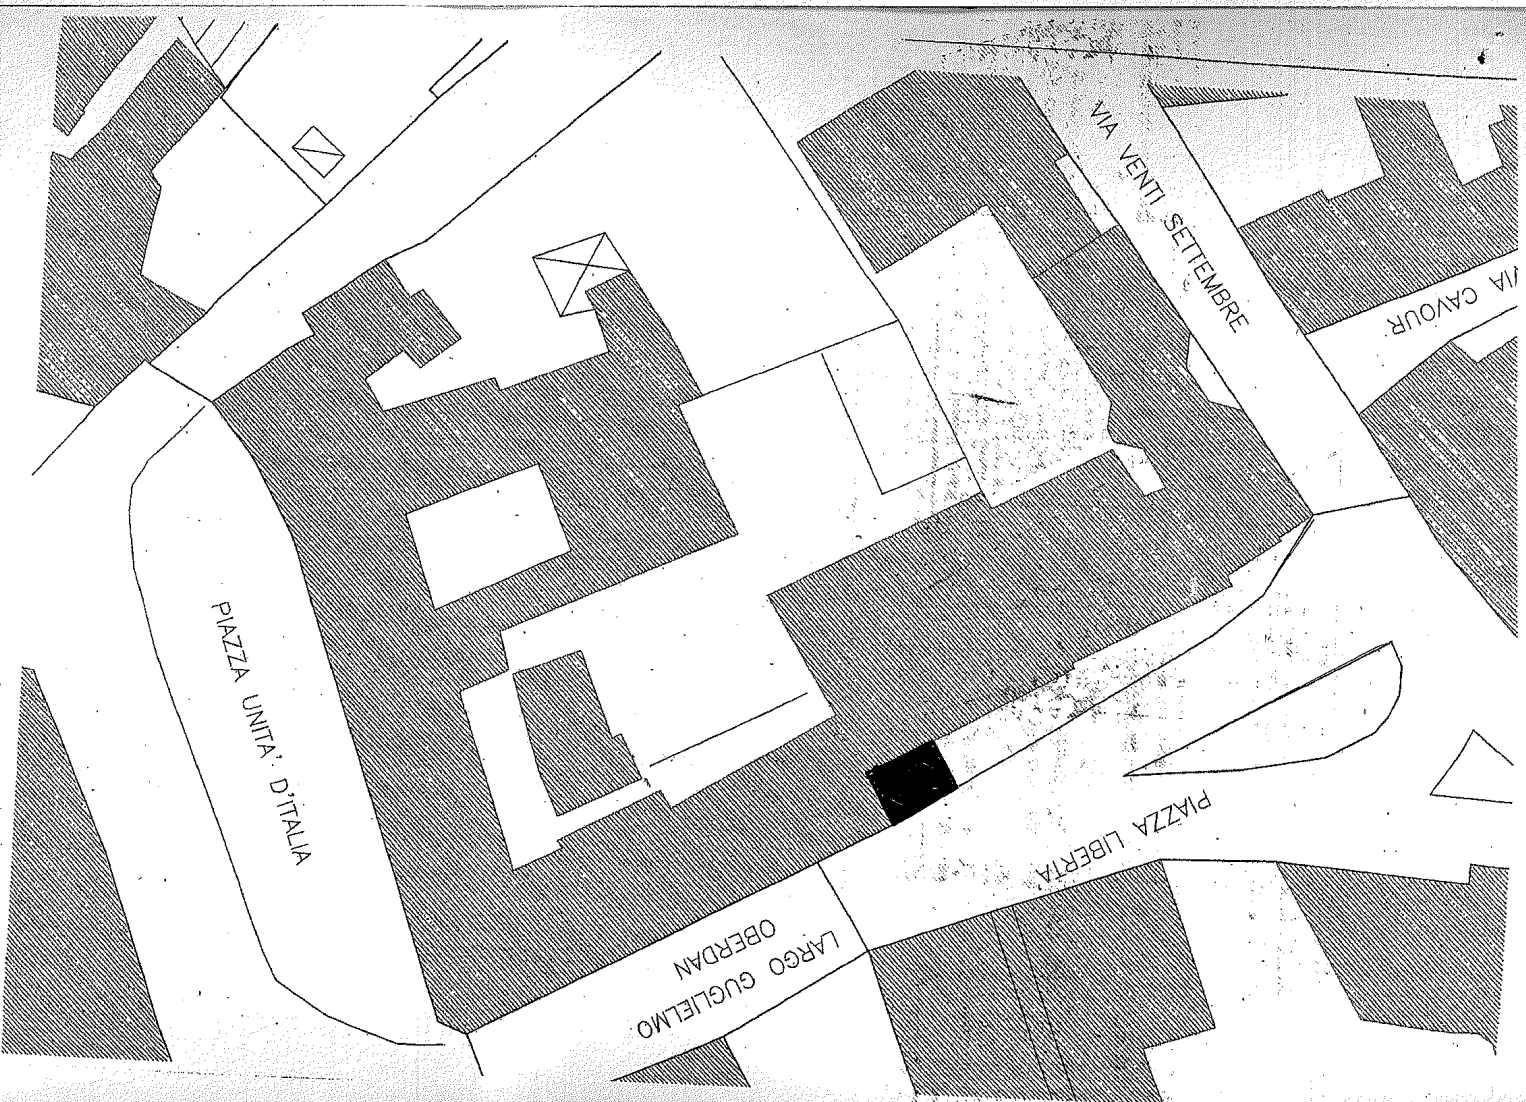 VIA VENTI SETTEMBRE
VIA CAVOUR
PIAZZA UNITA' D'ITALIA
PIAZZA LIBERTA'
LARGO GUGLIELMO
OBERDAN